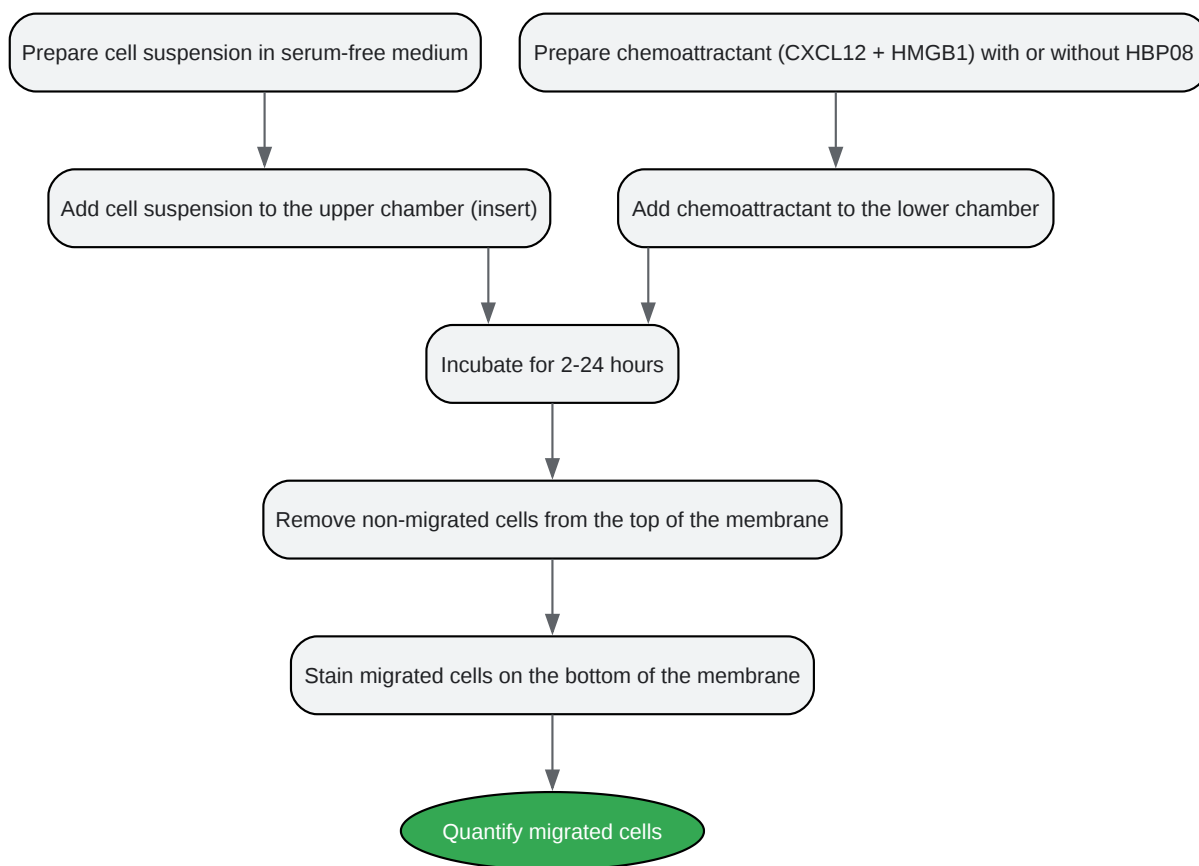 Prepare cell suspension in serum-free medium
Prepare chemoattractant (CXCL12 + HMGB1) with or without HBP08
Add cell suspension to the upper chamber (insert)
Add chemoattractant to the lower chamber
Incubate for 2-24 hours
Remove non-migrated cells from the top of the membrane
Stain migrated cells on the bottom of the membrane
Quantify migrated cells